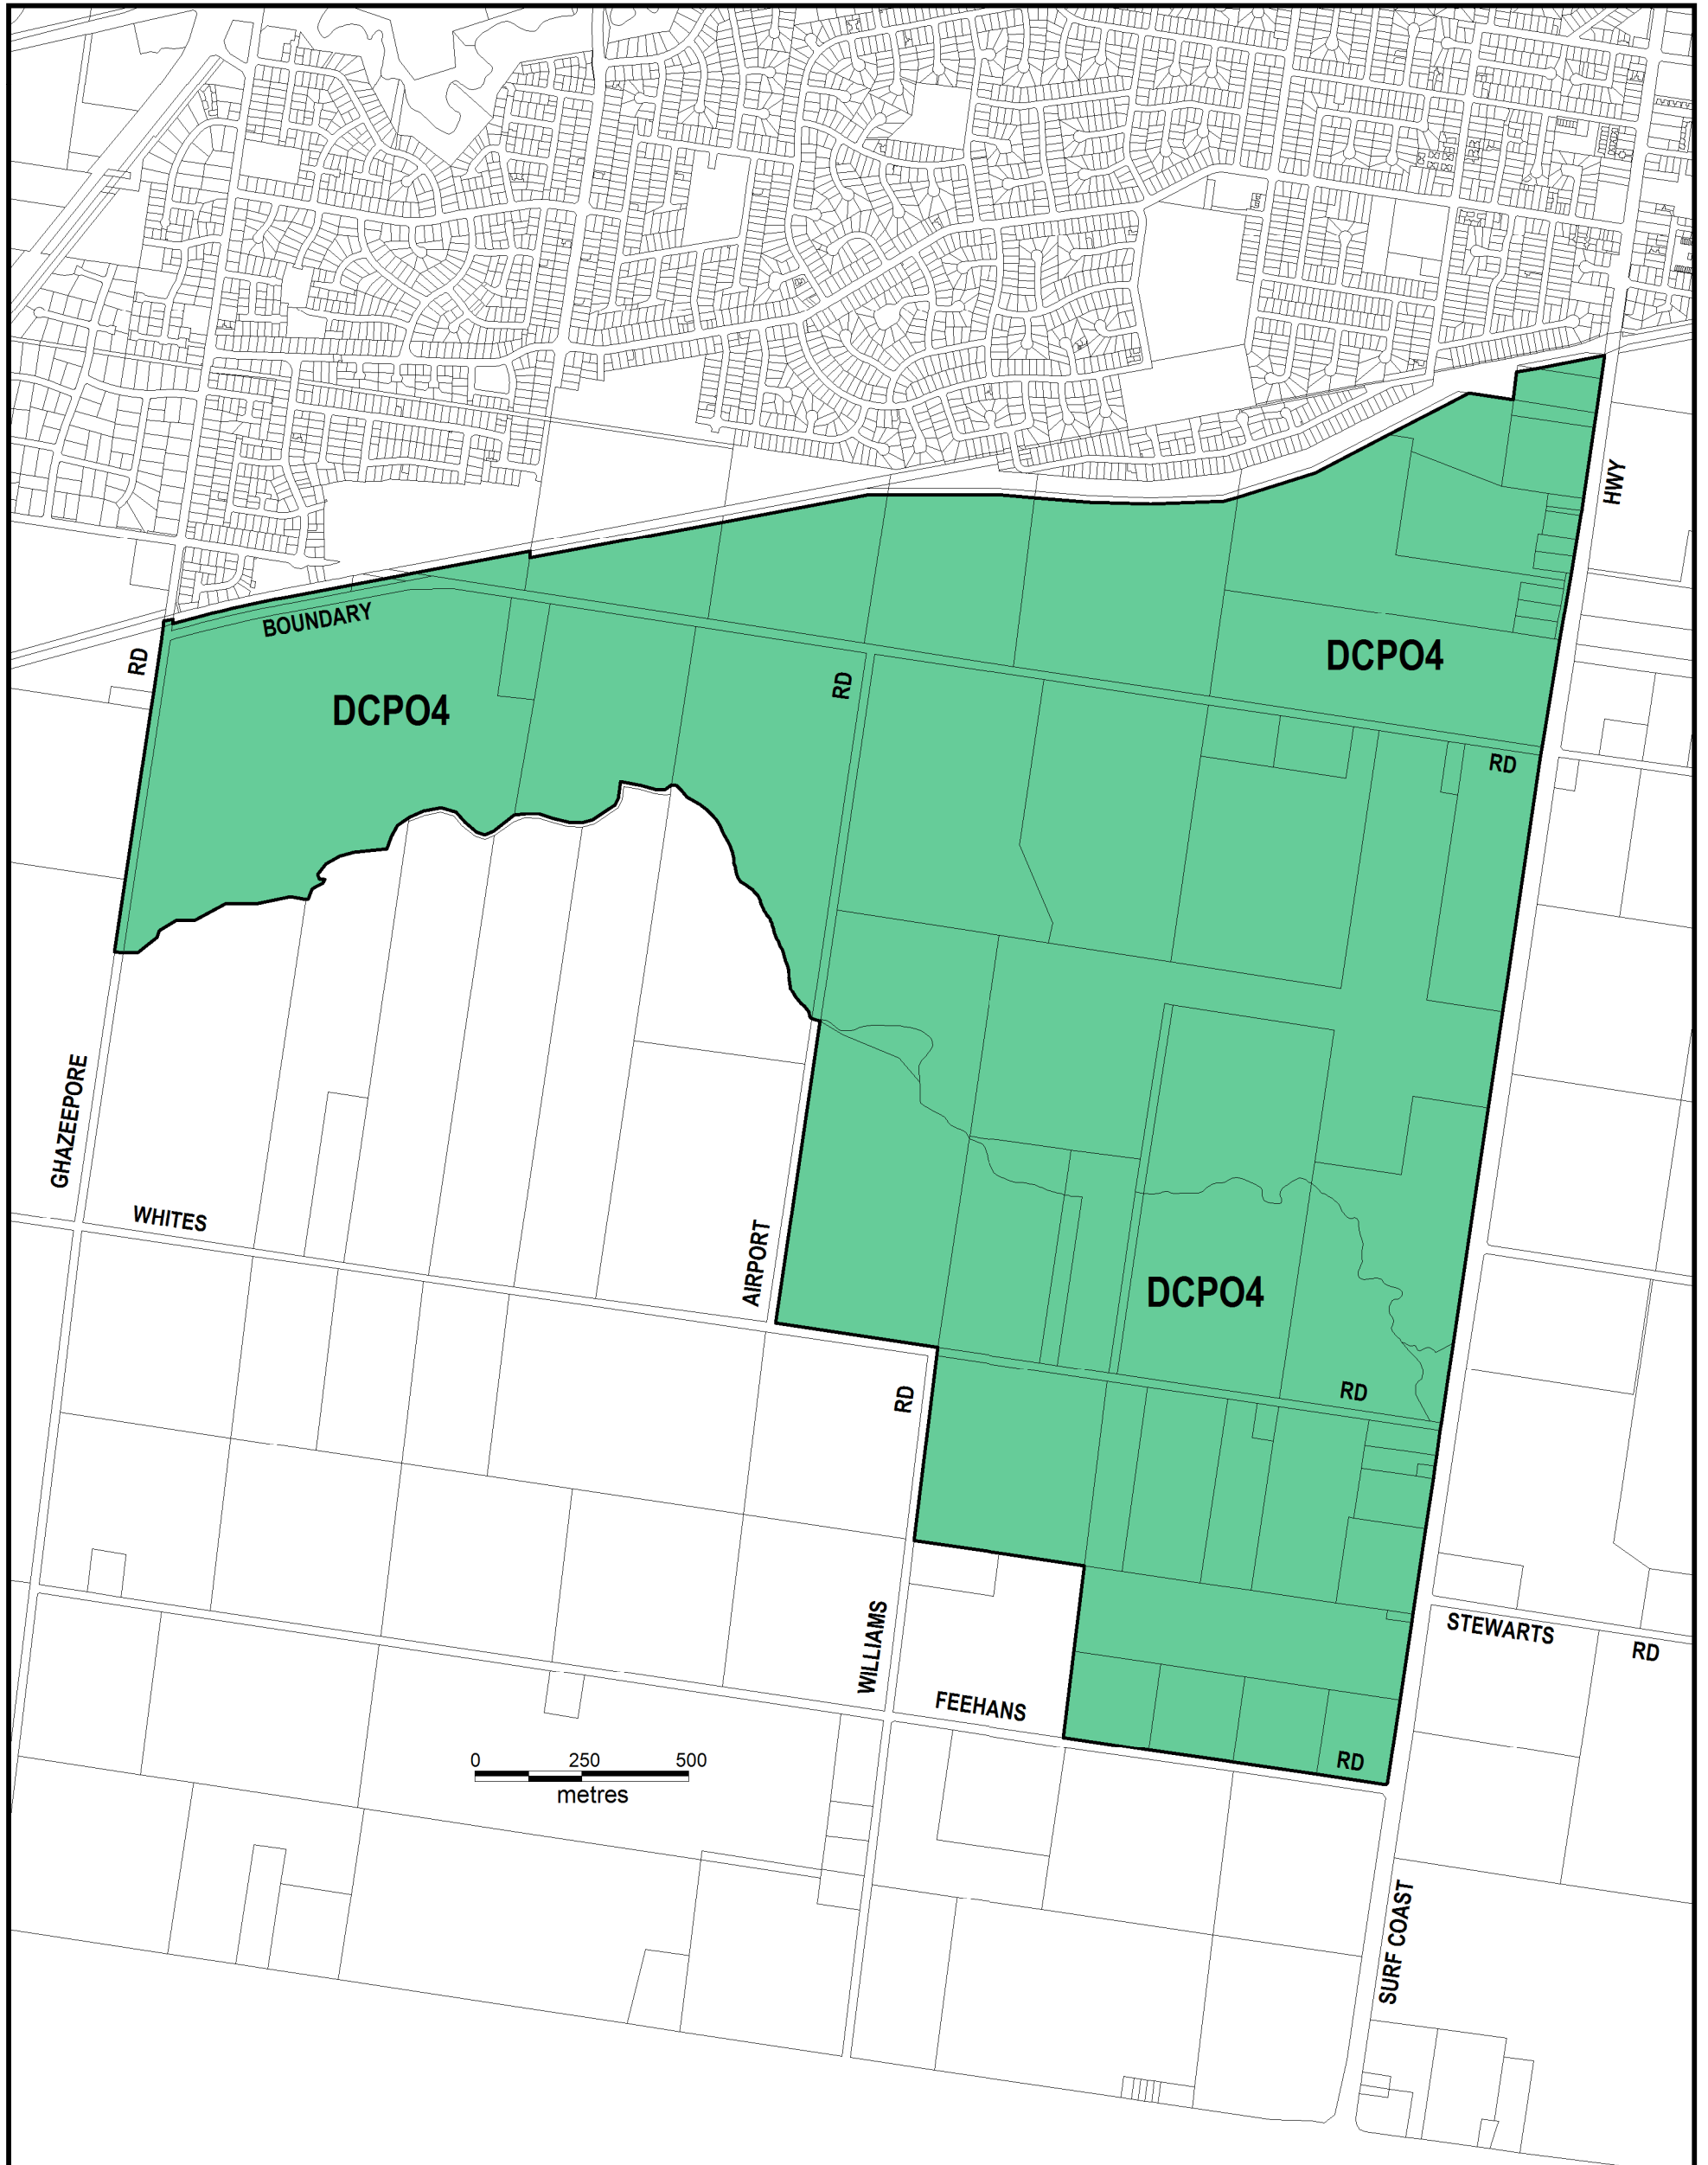 HWY
BOUNDARY
RD
DCPO4
RD
DCPO4
RD
GHAZEEPORE
WHITES
AIRPORT
DCPO4
RD
RD
WILLIAMS
STEWARTS
RD
FEEHANS
RD
0 250 500
metres
SURF COAST